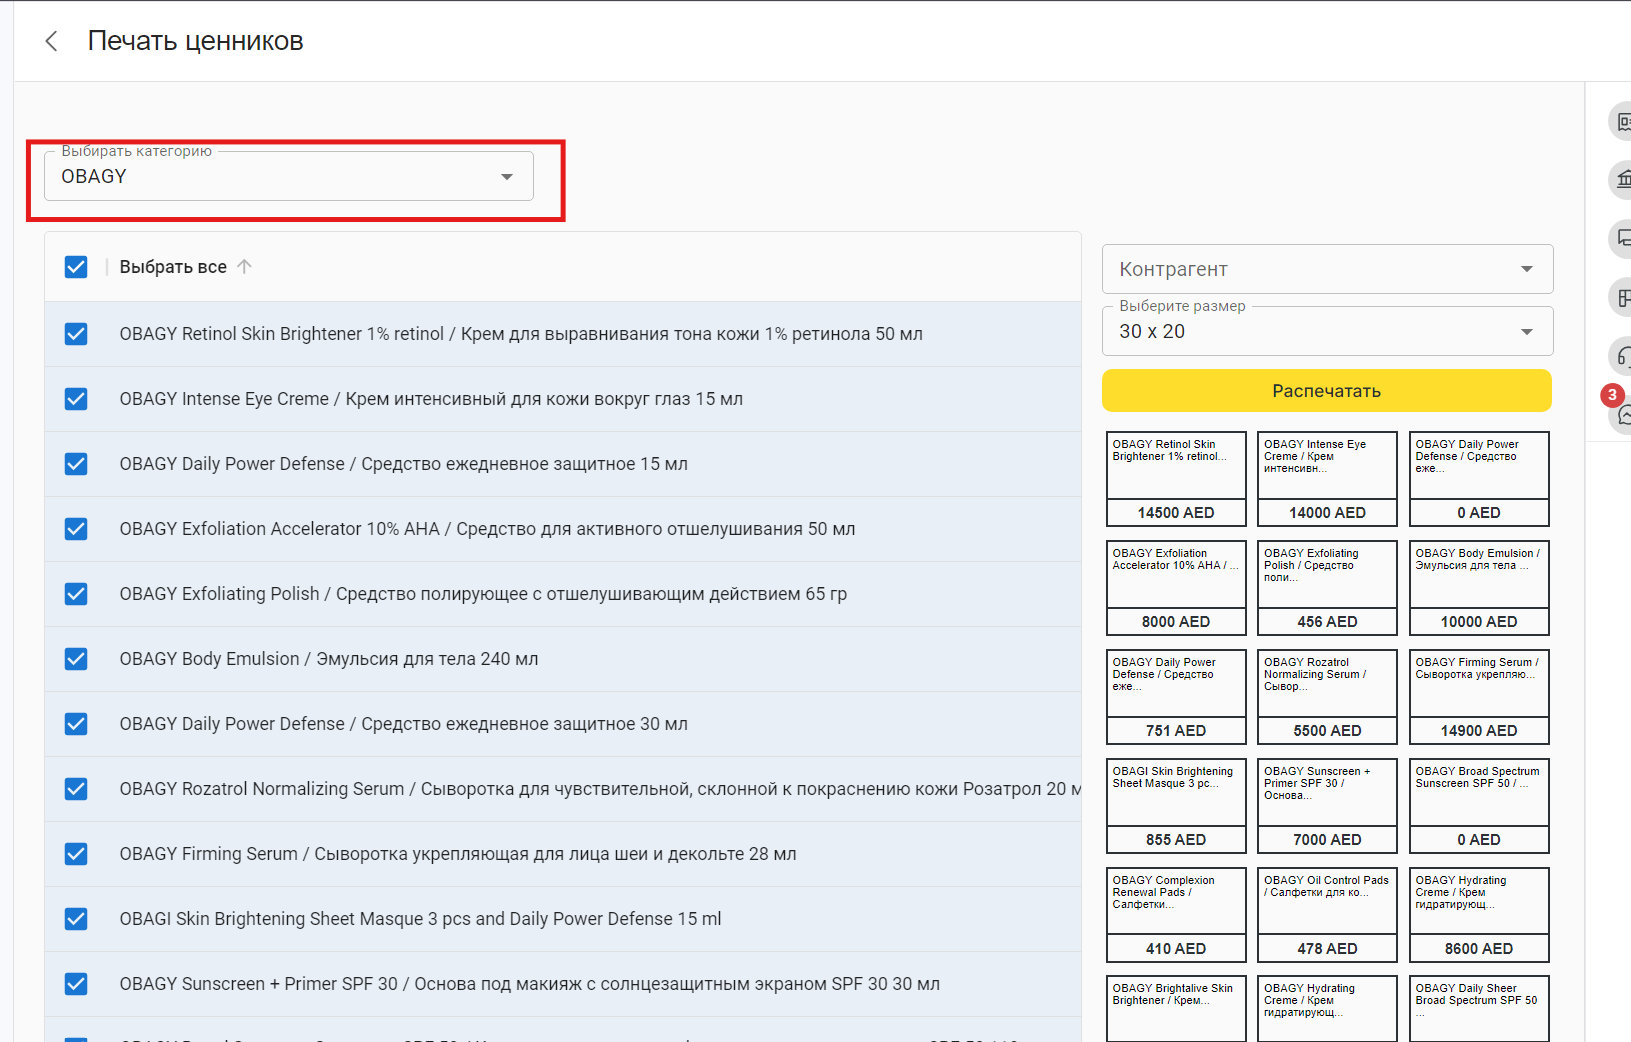 Печать ценников
Выбирать категорию
OBAGY
Выбрать все
OBAGY Retinol Skin Brightener 1% retinol / Крем для выравнивания тона кожи 1% ретинола 50 мл
OBAGY Intense Eye Creme / Крем интенсивный для кожи вокруг глаз 15 мл
OBAGY Daily Power Defense / Средство ежедневное защитное 15 мл
OBAGY Exfoliation Accelerator 10% AHA / Средство для активного отшелушивания 50 мл
OBAGY Exfoliating Polish / Средство полирующее с отшелушивающим действием 65 гр
OBAGY Body Emulsion / Эмульсия для тела 240 мл
OBAGY Daily Power Defense / Средство ежедневное защитное 30 мл
OBAGY Rozatrol Normalizing Serum / Сыворотка для чувствительной, склонной к покраснению кожи Розатрол 20 м
OBAGY Firming Serum / Сыворотка укрепляющая для лица шеи и декольте 28 мл
OBAGI Skin Brightening Sheet Masque 3 pcs and Daily Power Defense 15 ml
OBAGY Sunscreen + Primer SPF 30 / Основа под макияж с солнцезащитным экраном SPF 30 30 мл
Контрагент
Выберите размер
30 x 20
Распечатать
OBAGY Retinol Skin
Brightener 1% retinol...
14500 AED
OBAGY Intense Eye
Creme / Крем
интенсивн...
14000 AED
OBAGY Daily Power
Defense / Средство
еже...
0 AED
OBAGY Exfoliation
Accelerator 10% AHA / ...
8000 AED
OBAGY Exfoliating
Polish / Средство
поли...
456 AED
OBAGY Body Emulsion /
Эмульсия для тела ...
10000 AED
OBAGY Daily Power
Defense / Средство
еже...
751 AED
OBAGY Rozatrol
Normalizing Serum /
Сывор...
5500 AED
OBAGY Firming Serum /
Сыворотка укрепляю...
14900 AED
OBAGI Skin Brightening
Sheet Masque 3 pc...
855 AED
OBAGY Sunscreen +
Primer SPF 30 /
Основа...
7000 AED
OBAGY Broad Spectrum
Sunscreen SPF 50 / ...
0 AED
OBAGY Complexion
Renewal Pads /
Салфетки...
410 AED
OBAGY Oil Control Pads
/ Салфетки для ко...
478 AED
OBAGY Hydrating
Creme / Крем
гидратирующ...
8600 AED
OBAGY Brightalive Skin
Brightener / Крем...
OBAGY Hydrating
Creme / Крем
гидратирующ...
OBAGY Daily Sheer
Broad Spectrum SPF 50
...
3